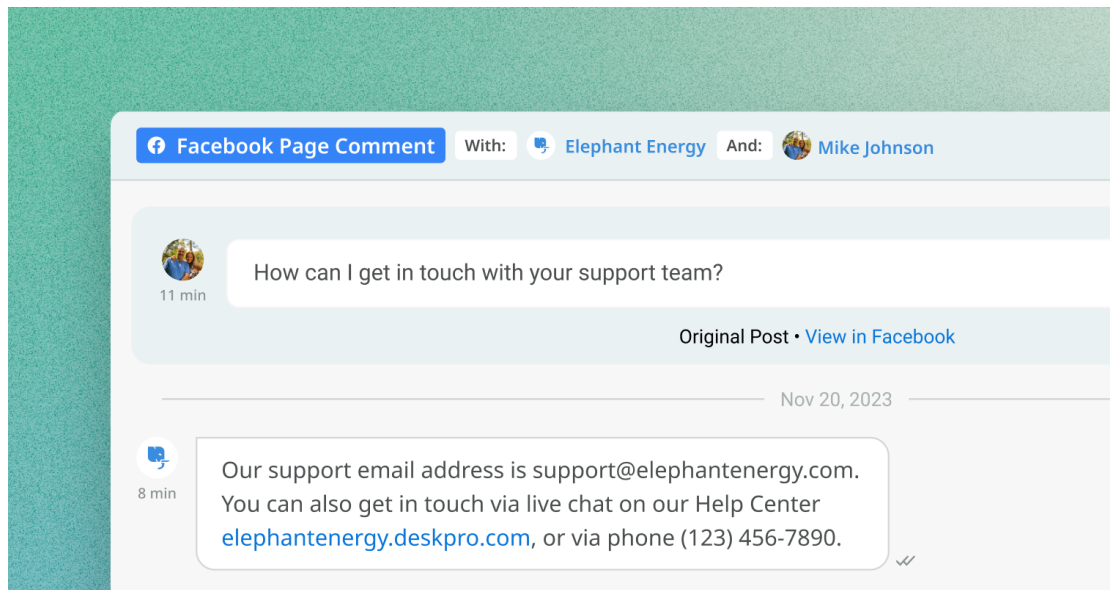 Facebook Page Comment With: Elephant Energy And: Mike Johnson
How can I get in touch with your support team?
11 min
Original Post • View in Facebook
Nov 20, 2023
Our support email address is support@elephantenergy.com.
You can also get in touch via live chat on our Help Center
elephantenergy.deskpro.com, or via phone (123) 456-7890.
8 min